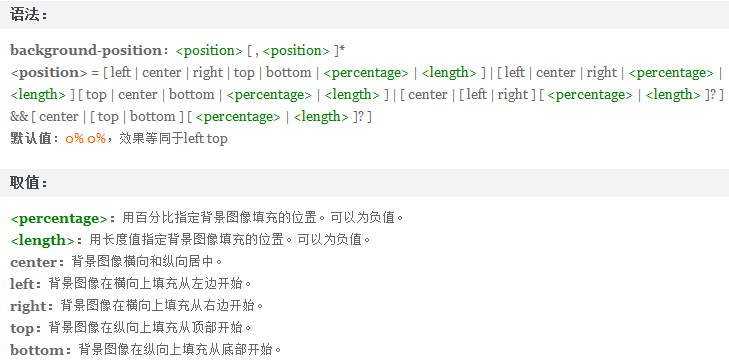 语法：
background-position：<position> [ , <position> ]*
<position> = [ left | center | right | top | bottom | <percentage> | <length> ] | [ left | center | right | <percentage> |
<length> ] [ top | center | bottom | <percentage> | <length> ] | [ center | [ left | right ] [ <percentage> | <length> ]? ]
&& [ center | [ top | bottom ] [ <percentage> | <length> ]? ]
默认值：0% 0%，效果等同于left top
取值：
<percentage>：用百分比指定背景图像填充的位置。可以为负值。
<length>：用长度值指定背景图像填充的位置。可以为负值。
center：背景图像横向和纵向居中。
left：背景图像在横向上填充从左边开始。
right：背景图像在横向上填充从右边开始。
top：背景图像在纵向上填充从顶部开始。
bottom：背景图像在纵向上填充从底部开始。